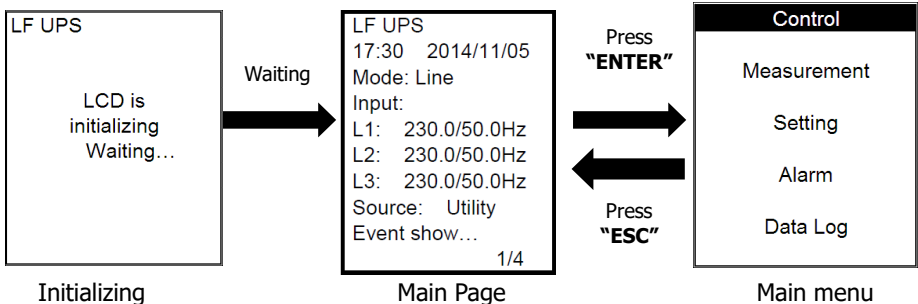 LF UPS
LCD is
initializing
Waiting...
Initializing
Waiting
LF UPS
17:30 2014/11/05
Mode: Line
Input:
L1: 230.0/50.0Hz
L2: 230.0/50.0Hz
L3: 230.0/50.0Hz
Source: Utility
Event show...
1/4
Main Page
Press
“ENTER”
Press
“ESC”
Control
Measurement
Setting
Alarm
Data Log
Main menu